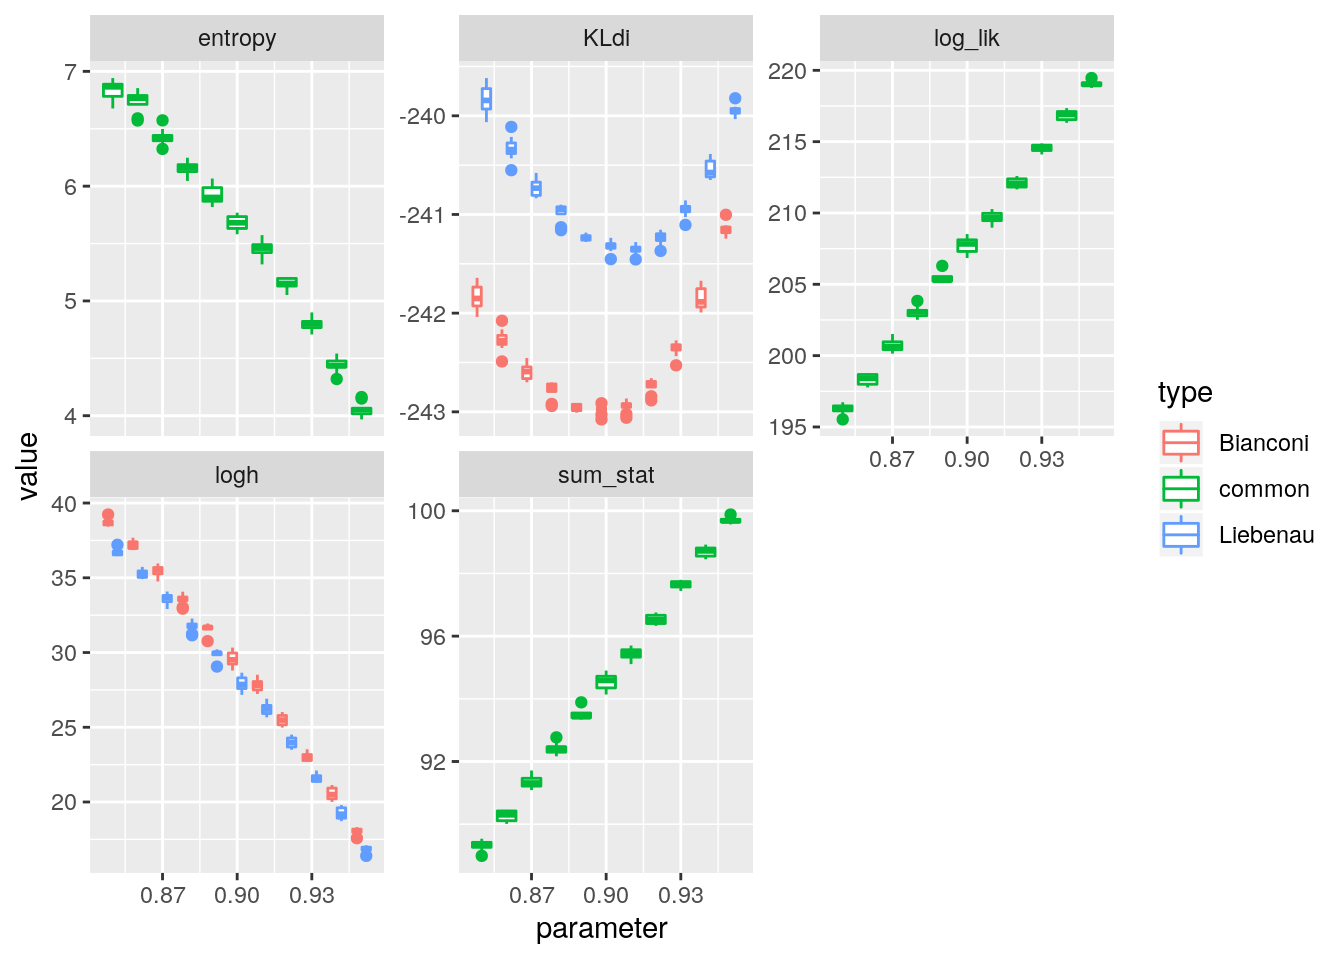 entropy
KLdi
log_lik
7
6
5
4
-240
-241
-242
-243
220
215
210
205
200
195
0.87 0.90 0.93
logh
sum_stat
40
35
30
25
20
100
96
92
0.87 0.90 0.93
0.87 0.90 0.93
value
parameter
type
Bianconi
common
Liebenau